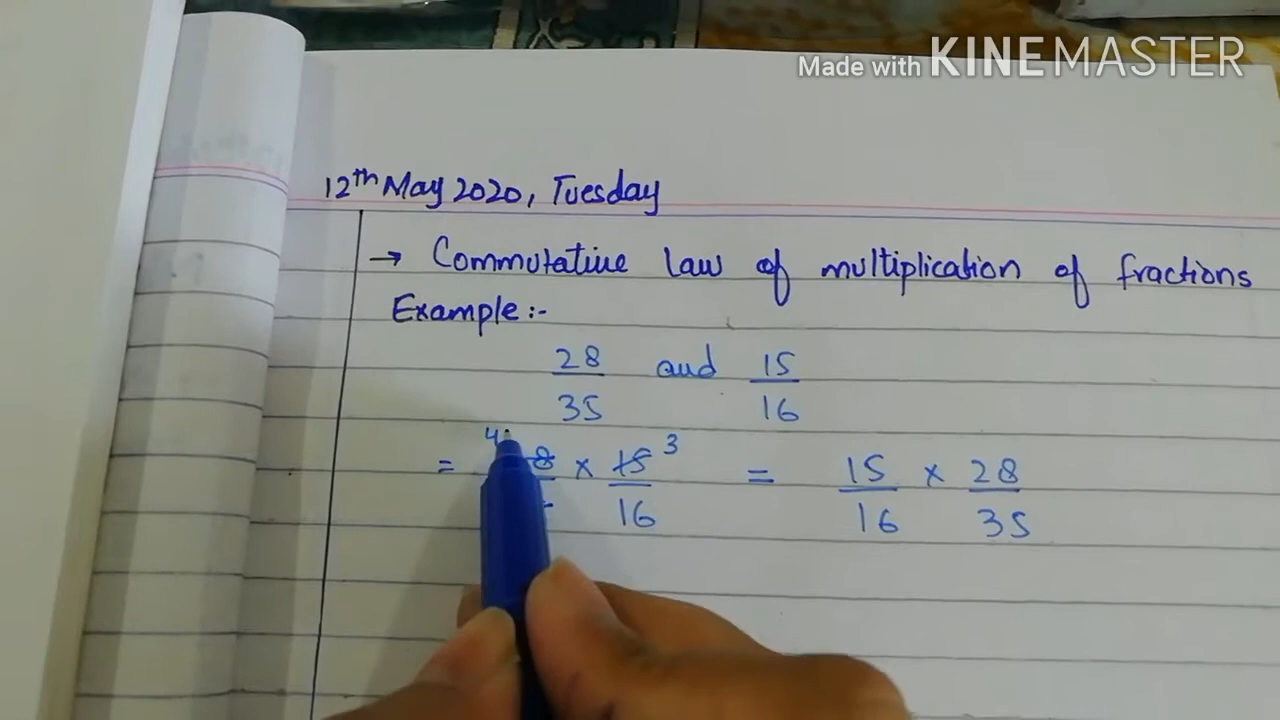 Made with KINEMASTER
12th May 2020, Tuesday
→ Commutative law of multiplication of fractions
Example:-
28/35 and 15/16
= 4 8 × 15/16 3 = 15/16 × 28/35